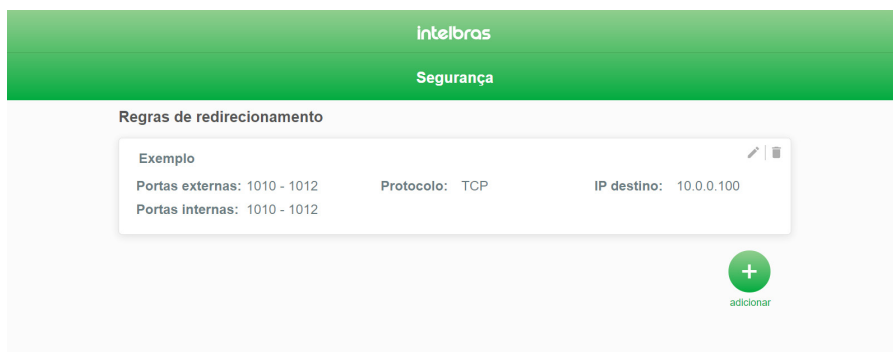 intelbras
Segurança
Regras de redirecionamento
Exemplo
Portas externas: 1010 - 1012 Protocolo: TCP IP destino: 10.0.0.100
Portas internas: 1010 - 1012
adicionar